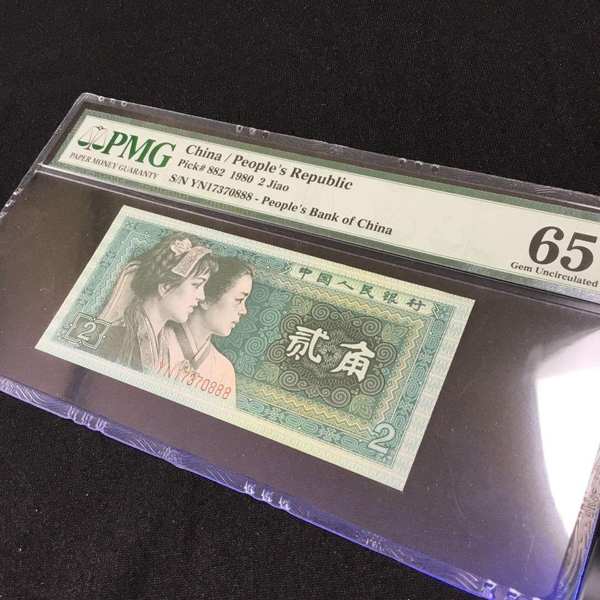 PMG
PAPER MONEY GUARANTY
China / People's Republic
Pick# 882 1980 2 Jiao
S/N YN17370888 - People's Bank of China
65
Gem Uncirculated
中国人民银行
贰角
2
YN17370888
2